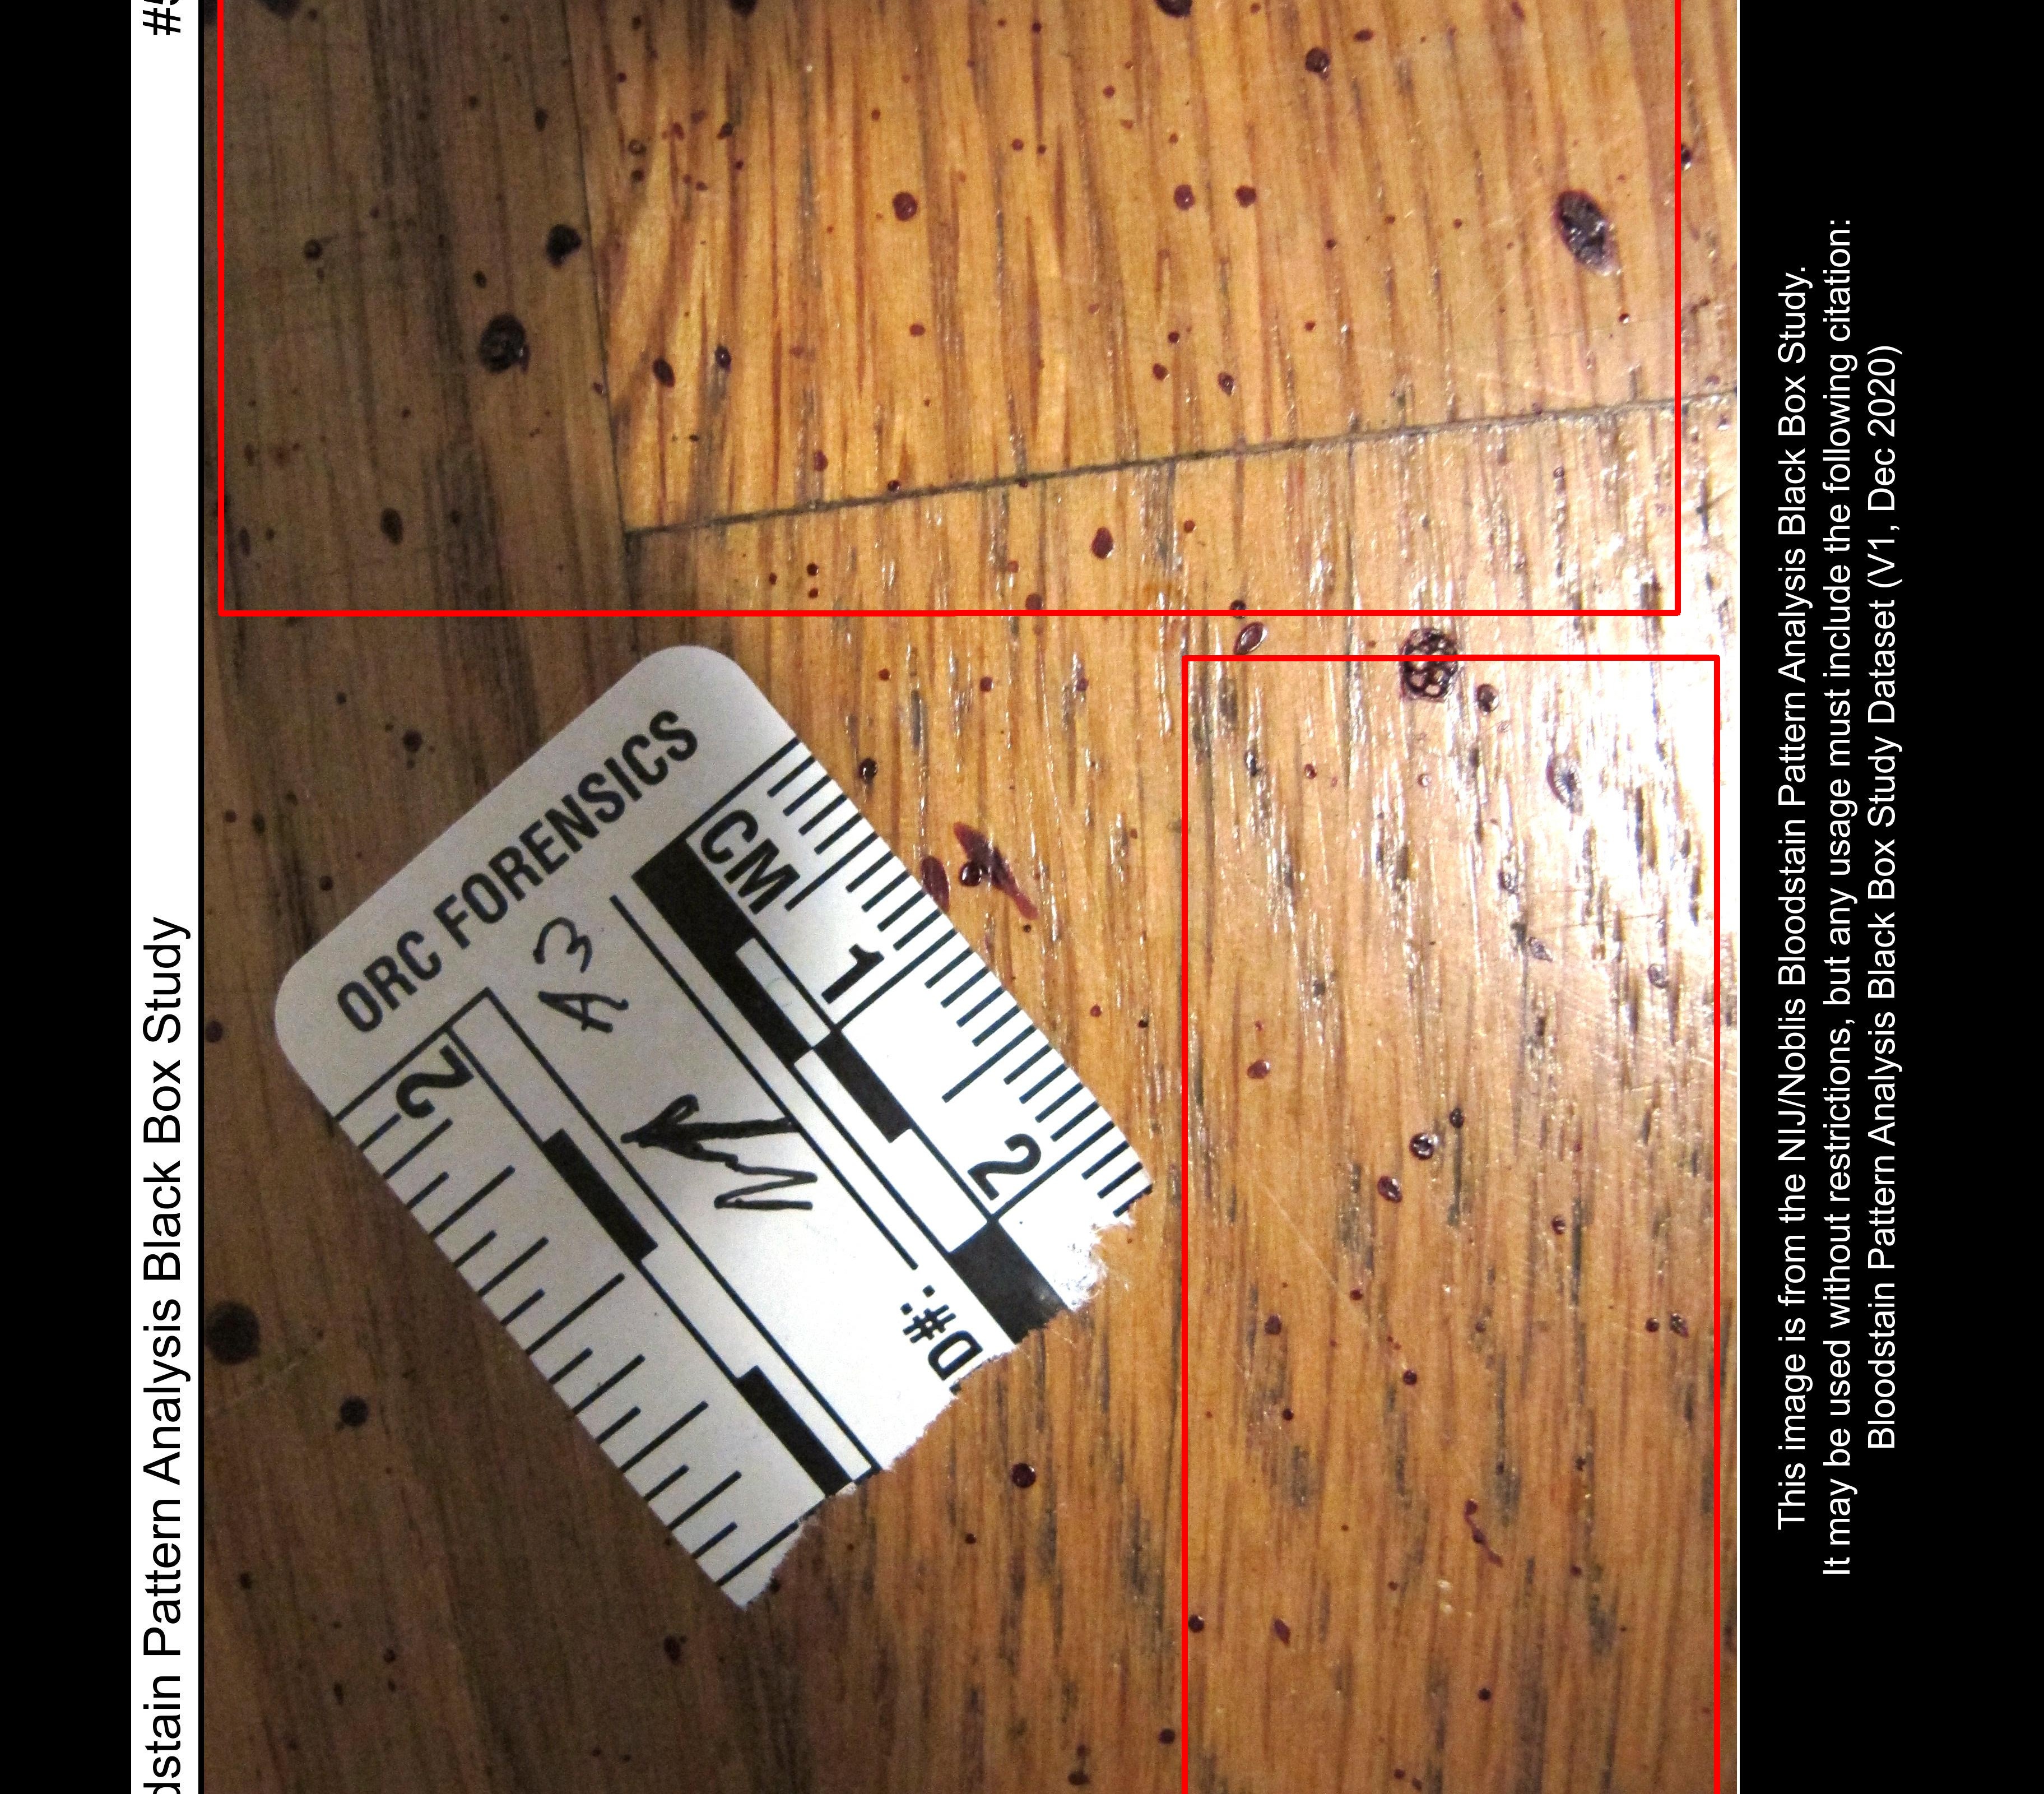 Pattern Analysis Black Box Study
ORC FORENSICS
A3
CM
1
2
2
D#:
This image is from the NIJ/Noblis Bloodstain Pattern Analysis Black Box Study.
It may be used without restrictions, but any usage must include the following citation:
Bloodstain Pattern Analysis Black Box Study Dataset (V1, Dec 2020)